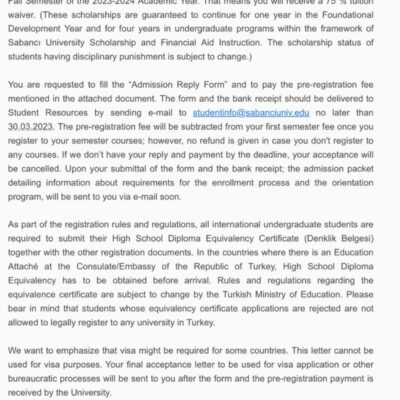 Fall Semester of the 2023-2024 Academic Year. That means you will receive a 75 % tuition
waiver. (These scholarships are guaranteed to continue for one year in the Foundational
Development Year and for four years in undergraduate programs within the framework of
Sabancı University Scholarship and Financial Aid Instruction. The scholarship status of
students having disciplinary punishment is subject to change.)
You are requested to fill the “Admission Reply Form” and to pay the pre-registration fee
mentioned in the attached document. The form and the bank receipt should be delivered to
Student Resources by sending e-mail to studentinfo@sabanciuniv.edu no later than
30.03.2023. The pre-registration fee will be subtracted from your first semester fee once you
register to your semester courses; however, no refund is given in case you don't register to
any courses. If we don’t have your reply and payment by the deadline, your acceptance will
be cancelled. Upon your submittal of the form and the bank receipt; the admission packet
detailing information about requirements for the enrollment process and the orientation
program, will be sent to you via e-mail soon.
As part of the registration rules and regulations, all international undergraduate students are
required to submit their High School Diploma Equivalency Certificate (Denklik Belgesi)
together with the other registration documents. In the countries where there is an Education
Attaché at the Consulate/Embassy of the Republic of Turkey, High School Diploma
Equivalency has to be obtained before arrival. Rules and regulations regarding the
equivalence certificate are subject to change by the Turkish Ministry of Education. Please
bear in mind that students whose equivalency certificate applications are rejected are not
allowed to legally register to any university in Turkey.
We want to emphasize that visa might be required for some countries. This letter cannot be
used for visa purposes. Your final acceptance letter to be used for visa application or other
bureaucratic processes will be sent to you after the form and the pre-registration payment is
received by the University.